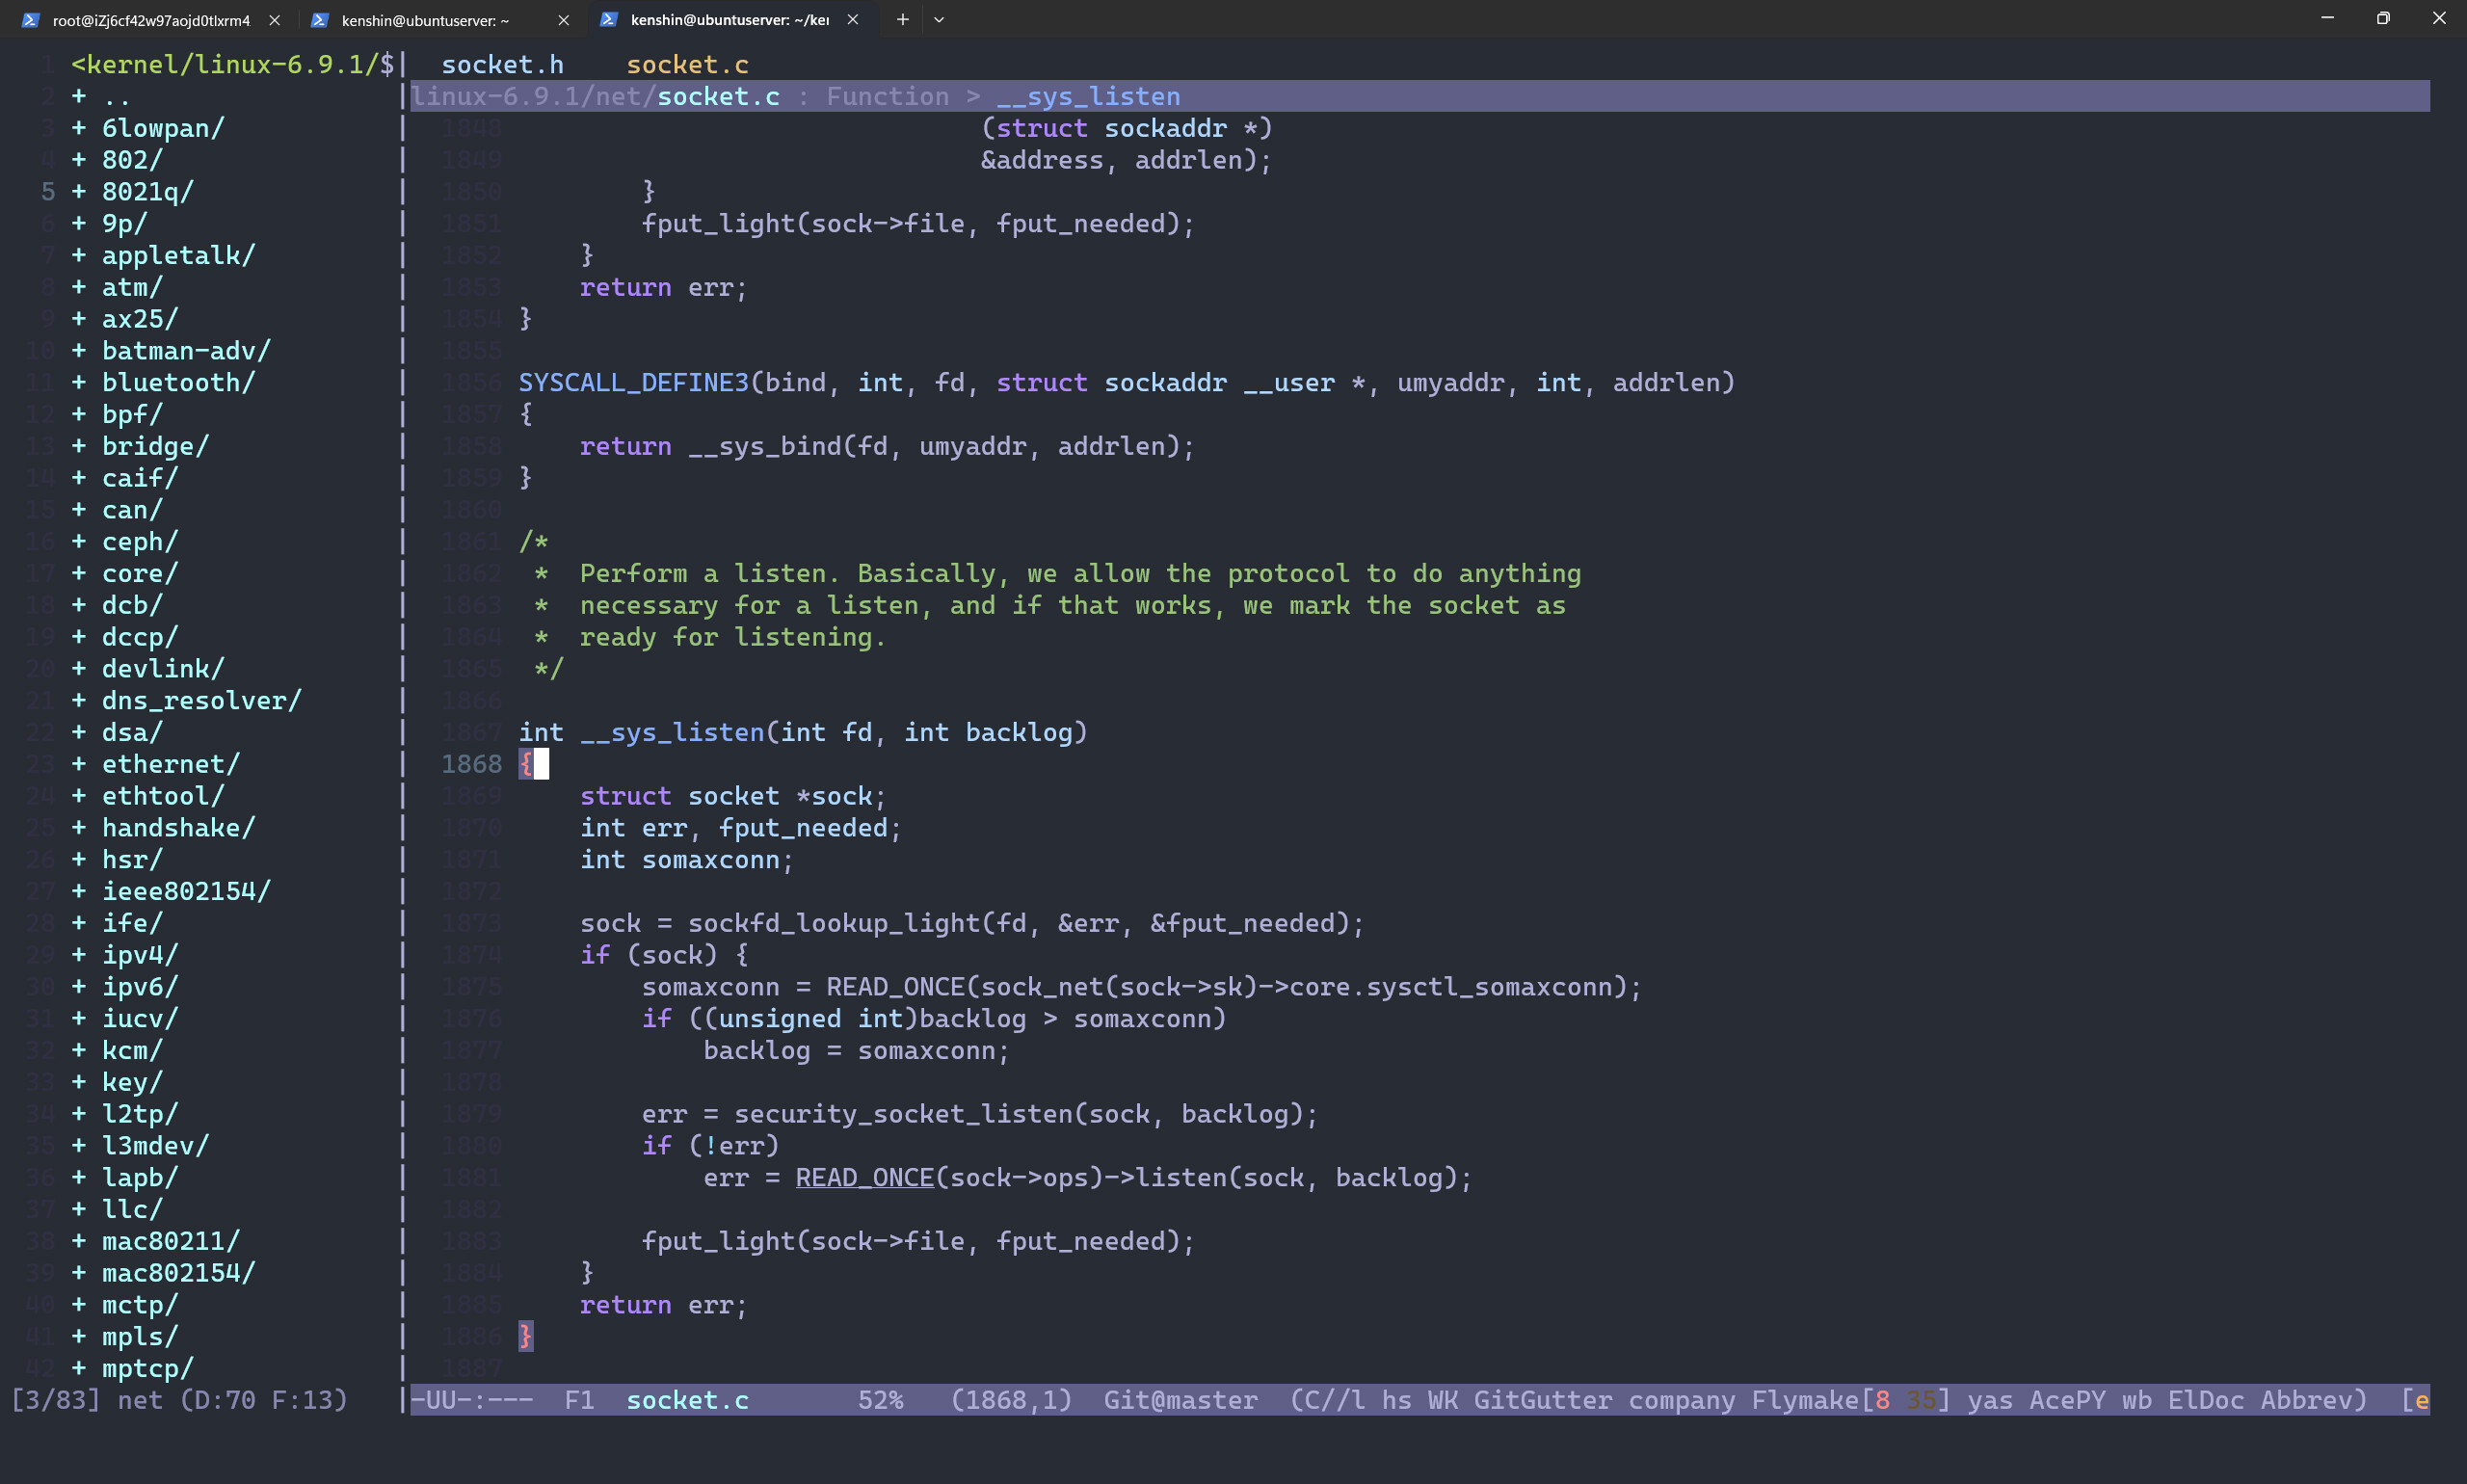 root@iZj6cf42w97aojd0tlxrm4
kenshin@ubuntuserver: ~
kenshin@ubuntuserver: ~/ker
<kernel/linux-6.9.1/$| socket.h socket.c
2 + .. linux-6.9.1/net/socket.c : Function > __sys_listen
3 + 6lowpan/ 1848 (struct sockaddr *)
4 + 802/ 1849 &address, addrlen);
5 + 8021q/ 1850 }
6 + 9p/ 1851 fput_light(sock->file, fput_needed);
7 + appletalk/ 1852 }
8 + atm/ 1853 return err;
9 + ax25/ 1854 }
10 + batman-adv/ 1855
11 + bluetooth/ 1856 SYSCALL_DEFINE3(bind, int, fd, struct sockaddr __user *, umyaddr, int, addrlen)
12 + bpf/ 1857 {
13 + bridge/ 1858 return __sys_bind(fd, umyaddr, addrlen);
14 + caif/ 1859 }
15 + can/ 1860
16 + ceph/ 1861 /*
17 + core/ 1862 * Perform a listen. Basically, we allow the protocol to do anything
18 + dcb/ 1863 * necessary for a listen, and if that works, we mark the socket as
19 + dccp/ 1864 * ready for listening.
20 + devlink/ 1865 */
21 + dns_resolver/ 1866
22 + dsa/ 1867 int __sys_listen(int fd, int backlog)
23 + ethernet/ 1868 {
24 + ethtool/ 1869 struct socket *sock;
25 + handshake/ 1870 int err, fput_needed;
26 + hsr/ 1871 int somaxconn;
27 + ieee802154/ 1872
28 + ife/ 1873 sock = sockfd_lookup_light(fd, &err, &fput_needed);
29 + ipv4/ 1874 if (sock) {
30 + ipv6/ 1875 somaxconn = READ_ONCE(sock_net(sock->sk)->core.sysctl_somaxconn);
31 + iucv/ 1876 if ((unsigned int)backlog > somaxconn)
32 + kcm/ 1877 backlog = somaxconn;
33 + key/ 1878
34 + l2tp/ 1879 err = security_socket_listen(sock, backlog);
35 + l3mdev/ 1880 if (!err)
36 + lapb/ 1881 err = READ_ONCE(sock->ops)->listen(sock, backlog);
37 + llc/ 1882
38 + mac80211/ 1883 fput_light(sock->file, fput_needed);
39 + mac802154/ 1884 }
40 + mctp/ 1885 return err;
41 + mpls/ 1886 }
42 + mptcp/ 1887
[3/83] net (D:70 F:13) -UU-:--- F1 socket.c 52% (1868,1) Git@master (C//l hs WK GitGutter company Flymake[8 35] yas AcePY wb ElDoc Abbrev) [e